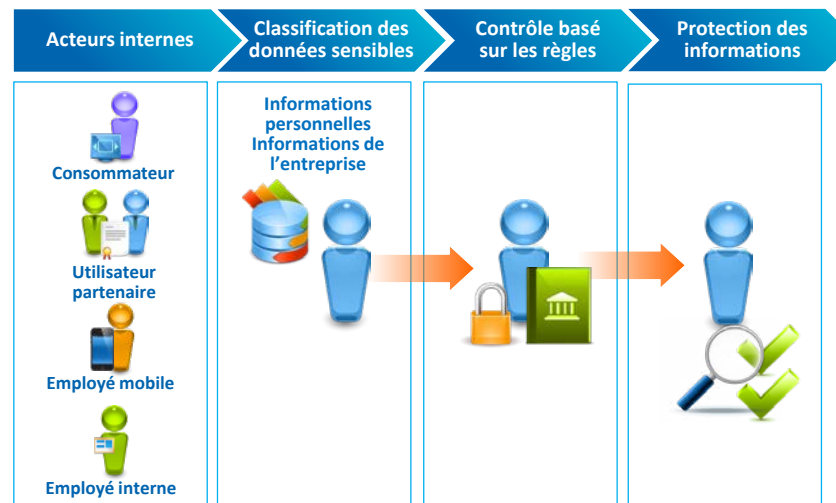 Acteurs internes
Classification des
données sensibles
Contrôle basé
sur les règles
Protection des
informations
Consommateur
Utilisateur
partenaire
Employé mobile
Employé interne
Informations
personnelles
Informations de
l’entreprise